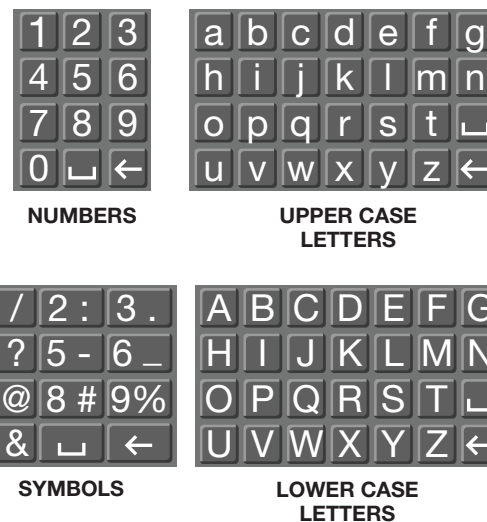 1 2 3
4 5 6
7 8 9
0 ␣ ←
NUMBERS
a b c d e f g
h i j k l m n
o p q r s t ␣
u v w x y z ←
UPPER CASE
LETTERS
/ 2 : 3 .
? 5 - 6 _
@ 8 # 9%
& ␣ ←
SYMBOLS
A B C D E F G
H I J K L M N
O P Q R S T ␣
U V W X Y Z ←
LOWER CASE
LETTERS